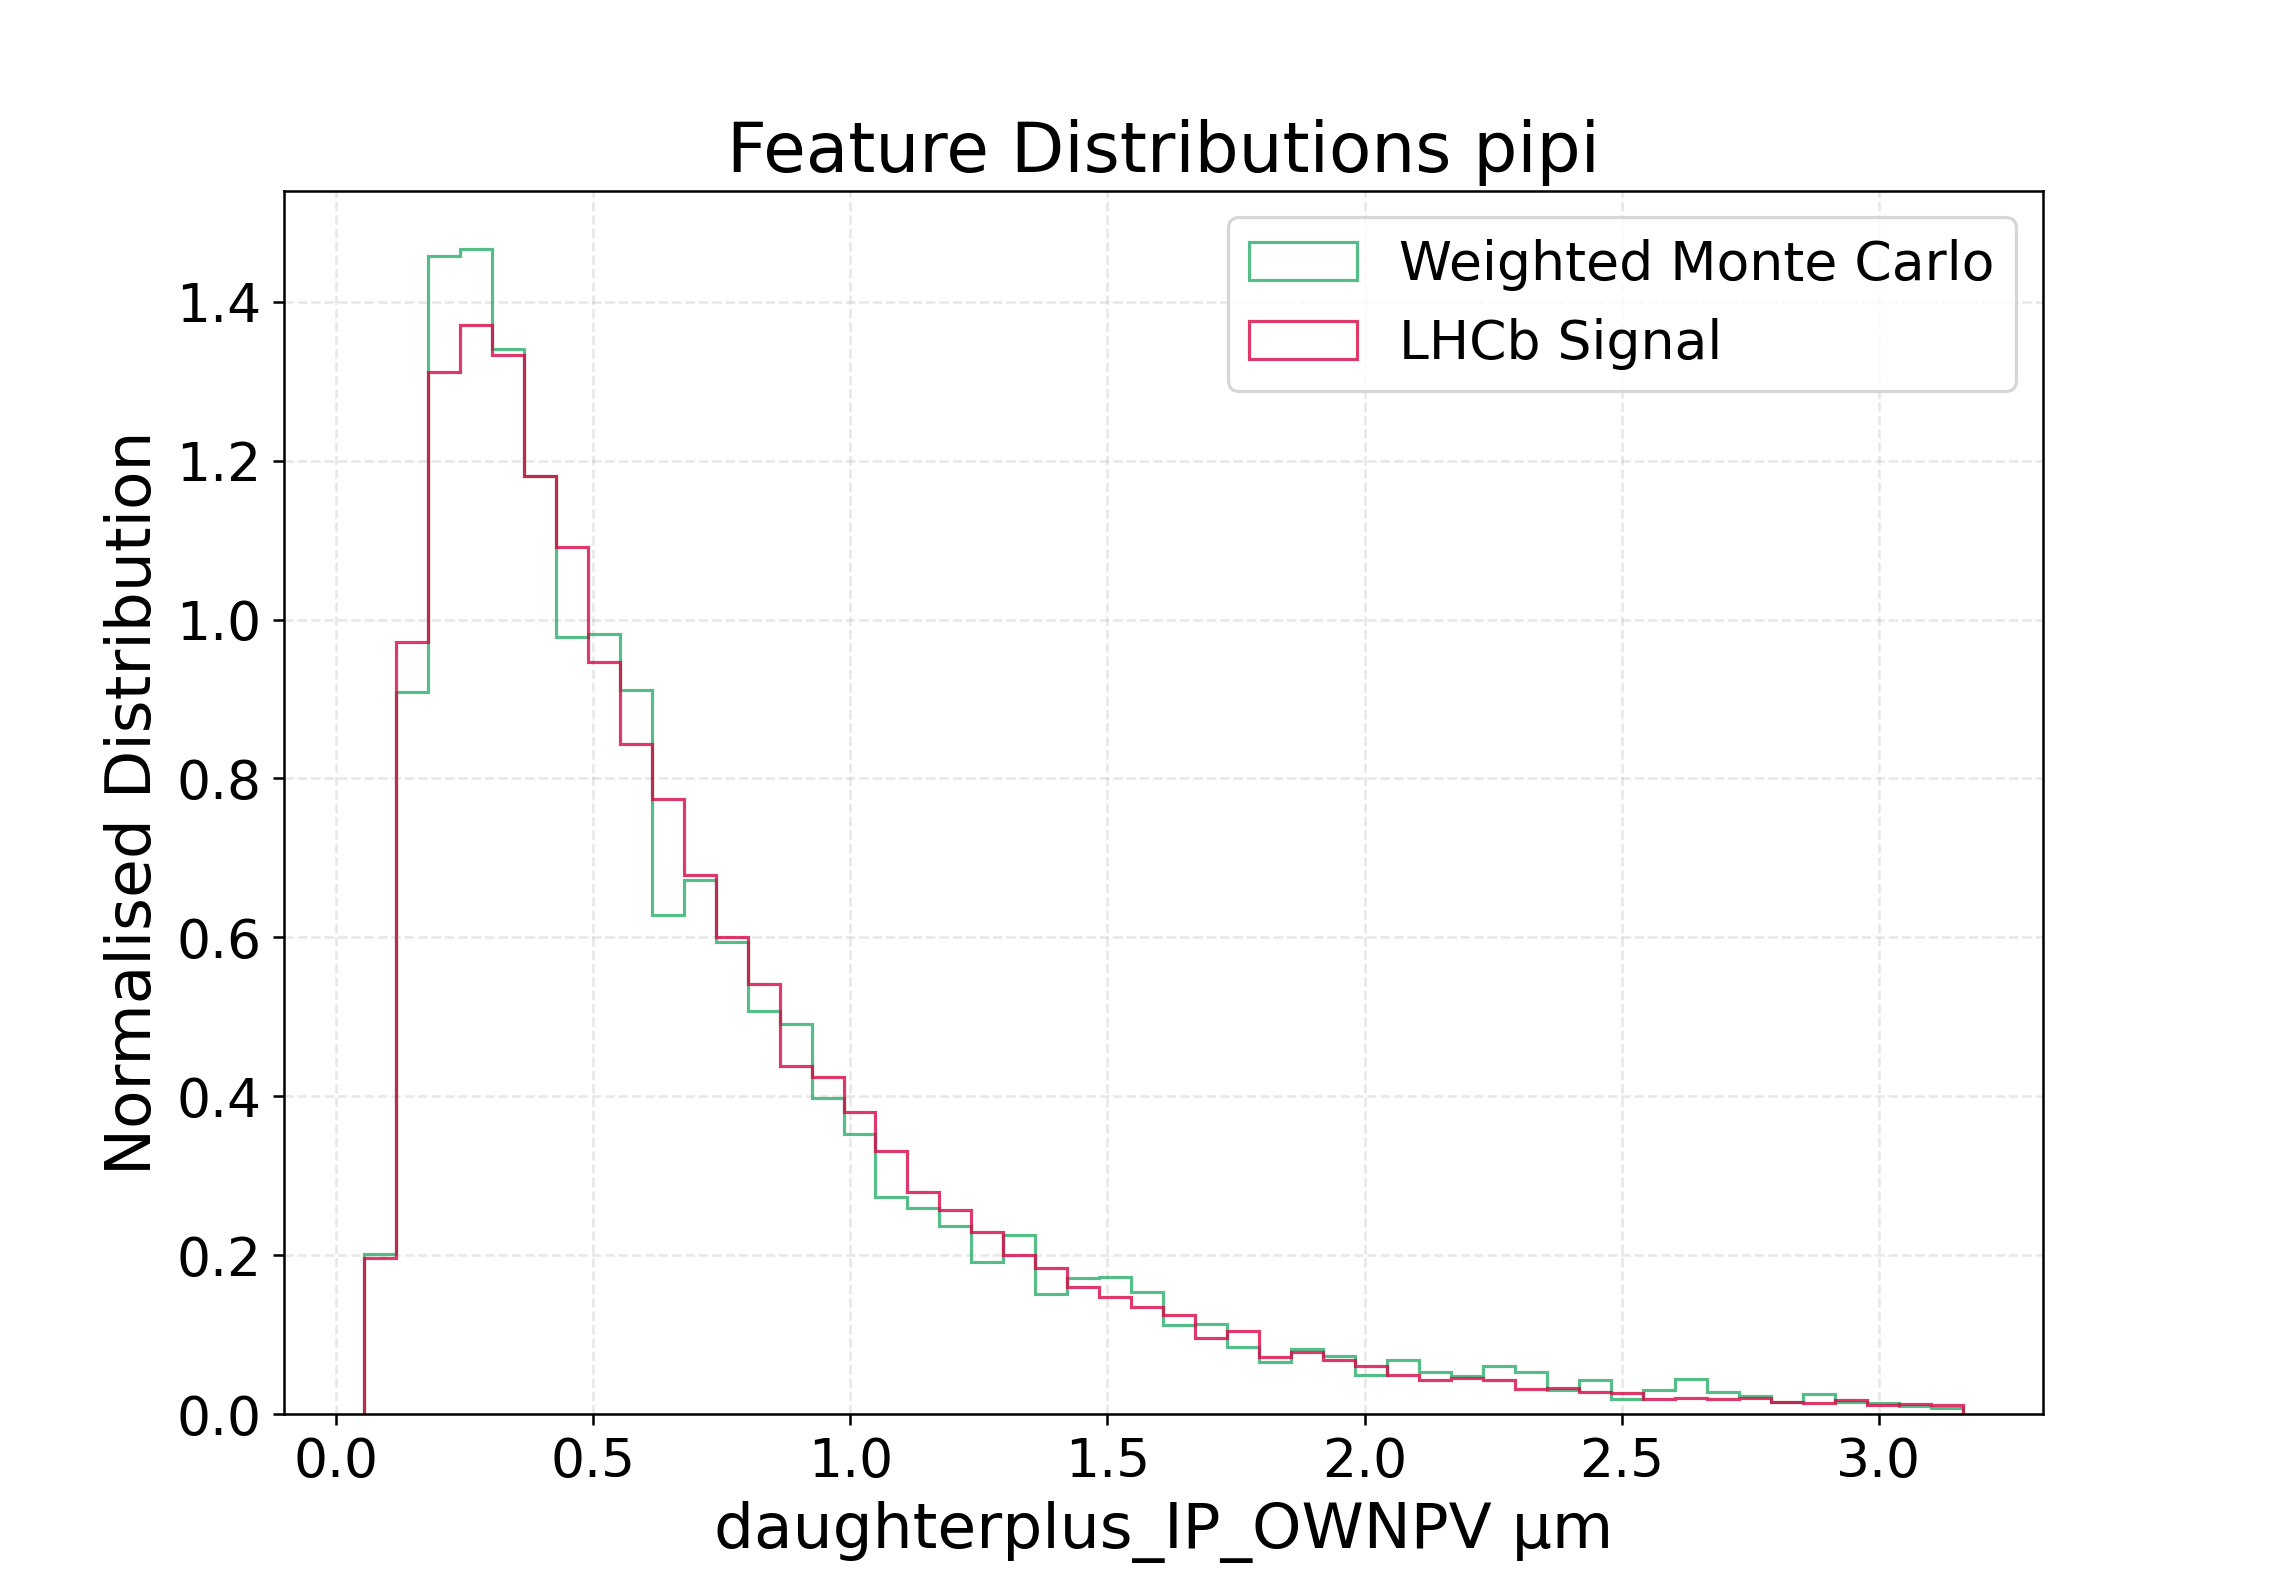 Feature Distributions pipi
Weighted Monte Carlo
LHCb Signal
Normalised Distribution
1.4
1.2
1.0
0.8
0.6
0.4
0.2
0.0
0.0 0.5 1.0 1.5 2.0 2.5 3.0
daughterplus_IP_OWNPV μm